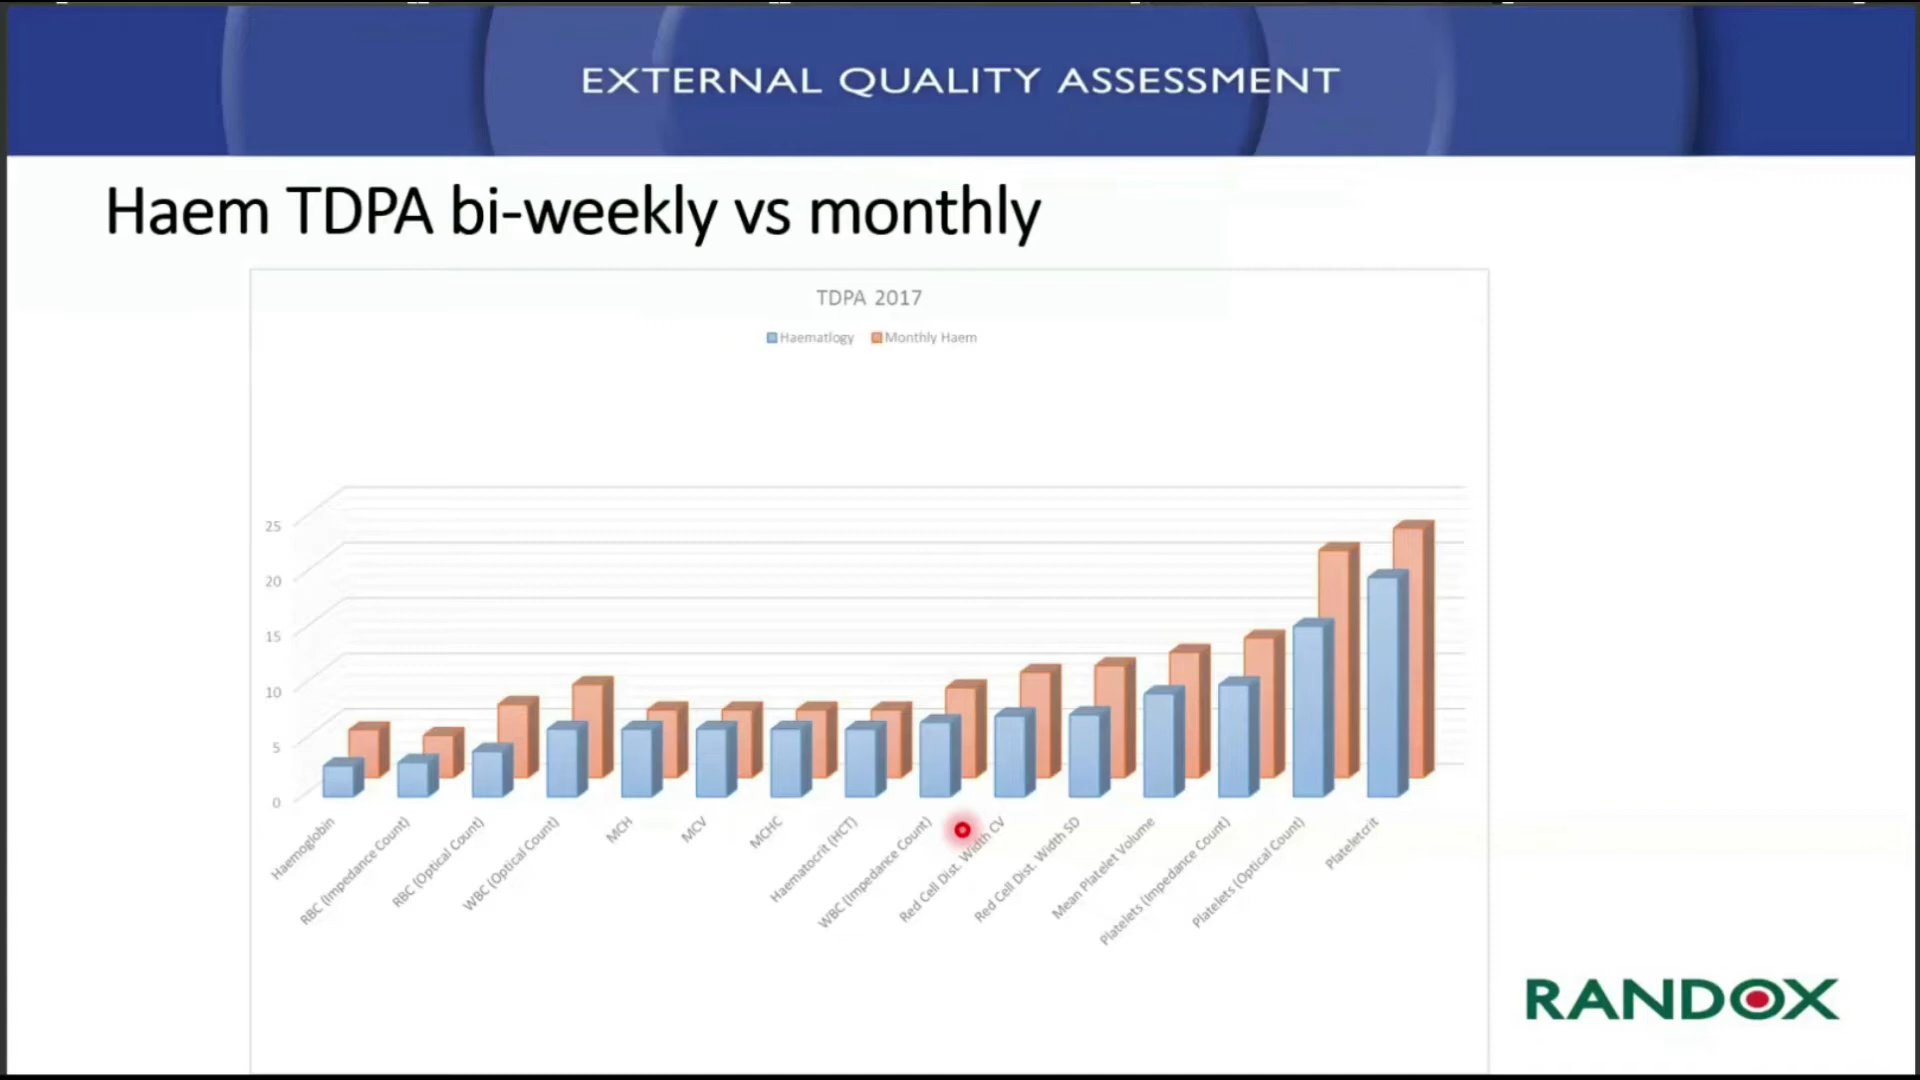 EXTERNAL QUALITY ASSESSMENT
Haem TDPA bi-weekly vs monthly
TDPA 2017
Haematlogy Monthly Haem
25
20
15
10
5
0
Haemoglobin
RBC (Impedance Count)
RBC (Optical Count)
WBC (Optical Count)
MCH
MCV
MCHC
Haematocrit (HCT)
WBC (Impedance Count)
Red Cell Dist. Width CV
Red Cell Dist. Width SD
Mean Platelet Volume
Platelets (Impedance Count)
Platelets (Optical Count)
Plateletcrit
RANDOX